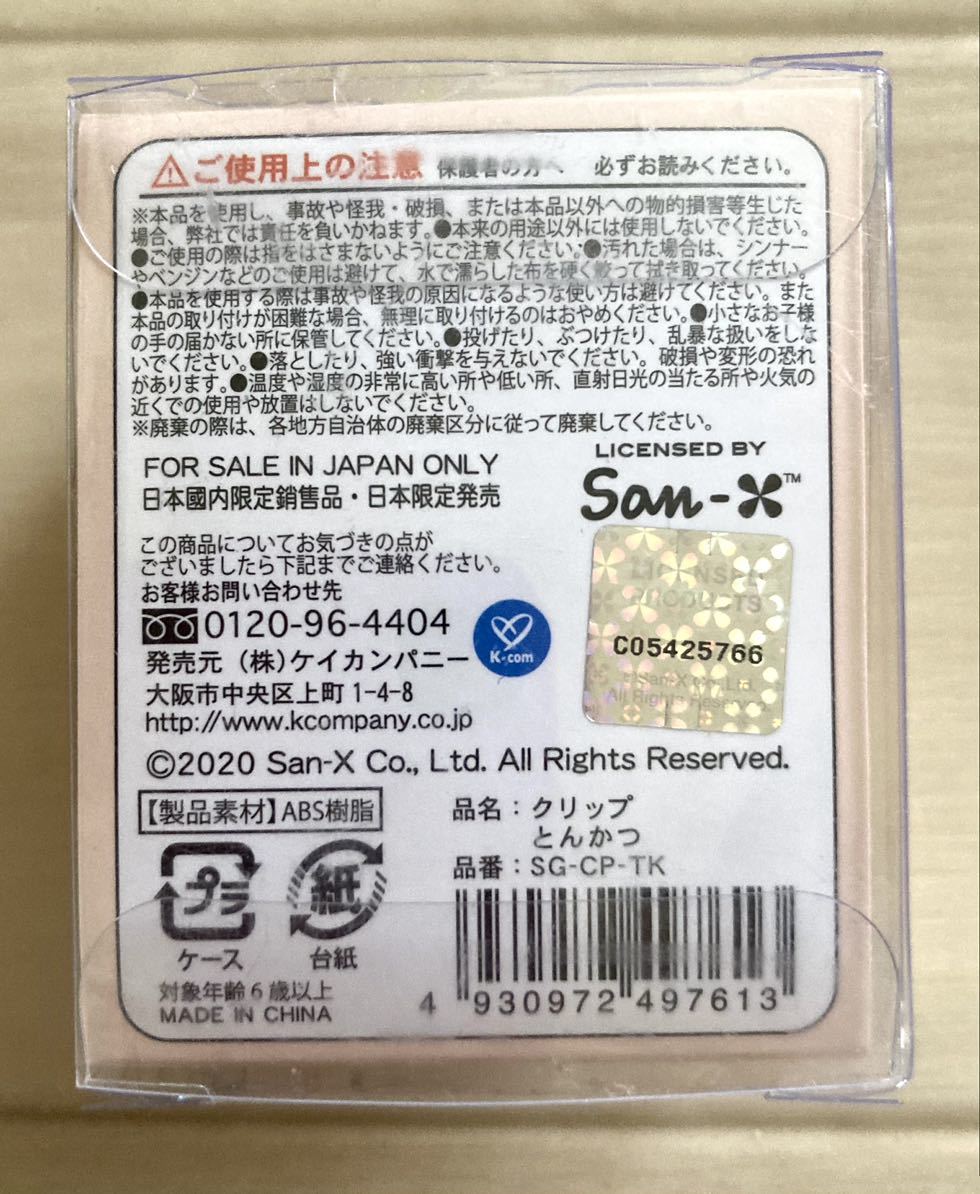 ⚠ご使用上の注意 保護者の方へ 必ずお読みください。
※本品を使用し、事故や怪我・破損、または本品以外への物的損害等生じた
場合、弊社では責任を負いかねます。●本来の用途以外には使用しないでください。
●ご使用の際は指をはさまないようにご注意ください。●汚れた場合は、シンナー
やベンジンなどのご使用は避けて、水で濡らした布を硬く絞って拭き取ってください。
●本品を使用する際は事故や怪我の原因になるような使い方は避けてください。また
本品の取り付けが困難な場合、無理に取り付けるのはおやめください。●小さなお子様
の手の届かない所に保管してください。●投げたり、ぶつけたり、乱暴な扱いをしな
いでください。●落としたり、強い衝撃を与えないでください。破損や変形の恐れ
があります。●温度や湿度の非常に高い所や低い所、直射日光の当たる所や火気の
近くでの使用や放置はしないでください。
※廃棄の際は、各地方自治体の廃棄区分に従って廃棄してください。
FOR SALE IN JAPAN ONLY
日本國内限定銷售品・日本限定発売
LICENSED BY
San-X™
この商品についてお気づきの点が
ございましたら下記までご連絡ください。
お客様お問い合わせ先
0120-96-4404
発売元 (株)ケイカンパニー
大阪市中央区上町1-4-8
http://www.kcompany.co.jp
K-com
LICENSED
PRODUCTS
C05425766
©San-X Co., Ltd.
All Rights Reserved.
©2020 San-X Co., Ltd. All Rights Reserved.
【製品素材】ABS樹脂
品名：クリップ
とんかつ
品番：SG-CP-TK
プラ
紙
ケース
台紙
対象年齢6歳以上
MADE IN CHINA
4 930972 497613